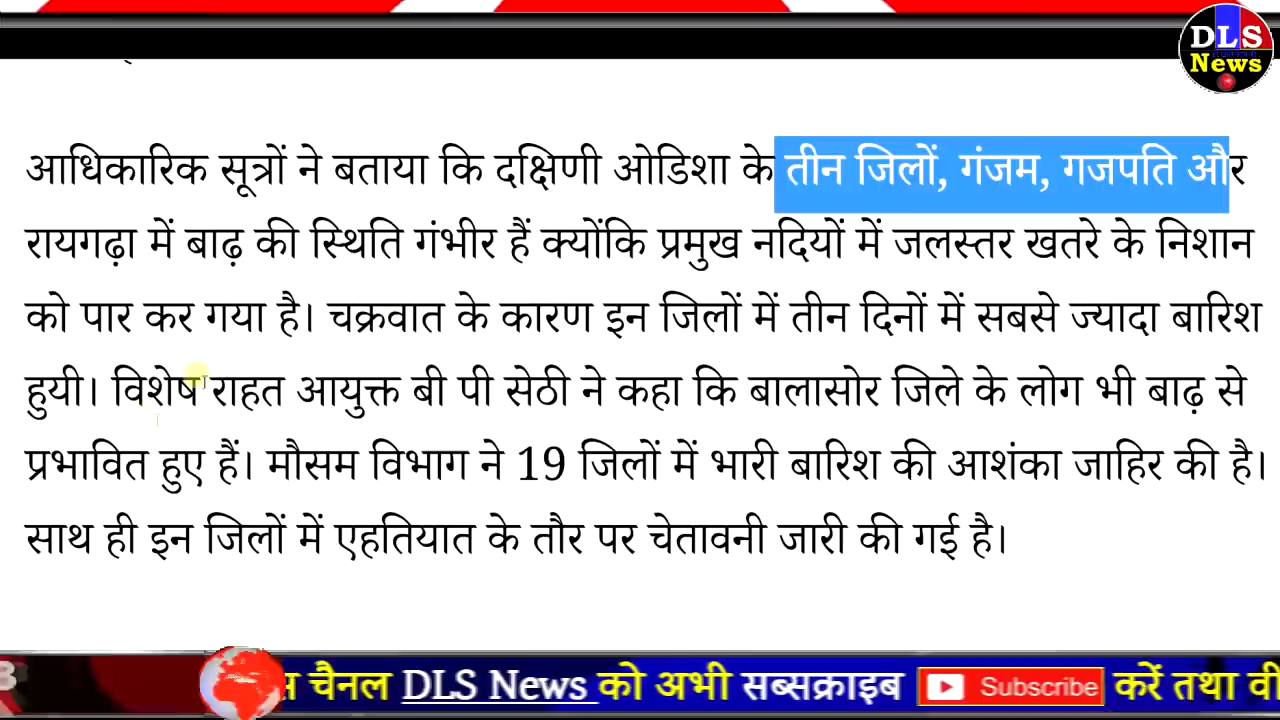 DLS
News
आधिकारिक सूत्रों ने बताया कि दक्षिणी ओडिशा के तीन जिलों, गंजम, गजपति और
रायगढ़ा में बाढ़ की स्थिति गंभीर हैं क्योंकि प्रमुख नदियों में जलस्तर खतरे के निशान
को पार कर गया है। चक्रवात के कारण इन जिलों में तीन दिनों में सबसे ज्यादा बारिश
हुयी। विशेष राहत आयुक्त बी पी सेठी ने कहा कि बालासोर जिले के लोग भी बाढ़ से
प्रभावित हुए हैं। मौसम विभाग ने 19 जिलों में भारी बारिश की आशंका जाहिर की है।
साथ ही इन जिलों में एहतियात के तौर पर चेतावनी जारी की गई है।
चैनल DLS News को अभी सब्सक्राइब Subscribe करें तथा